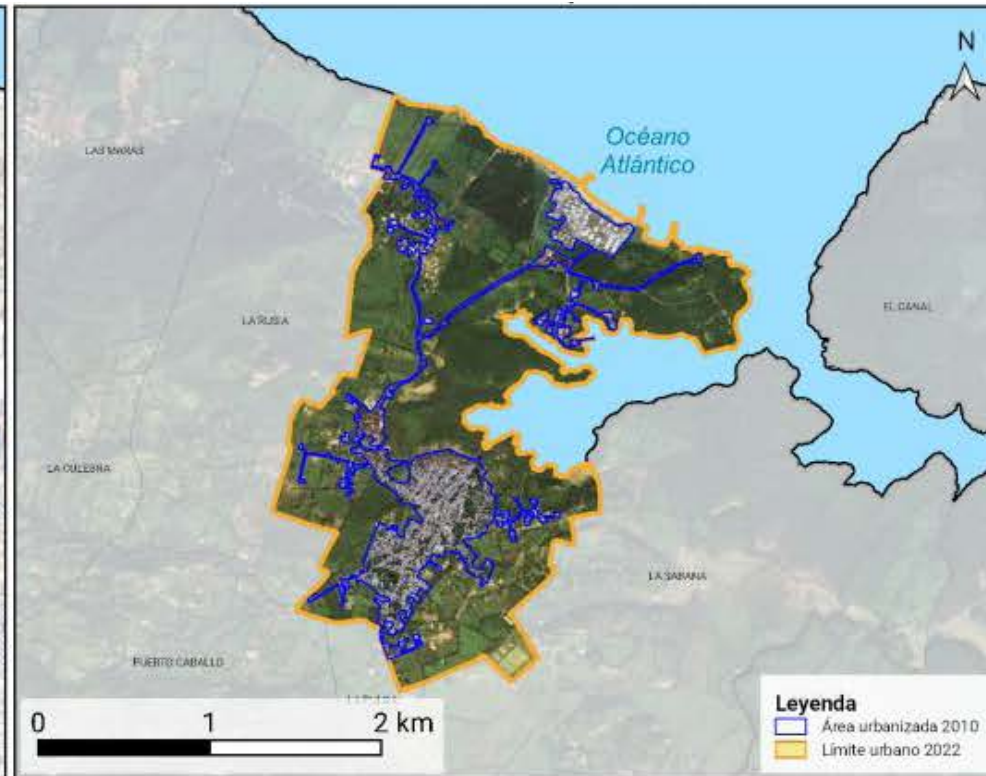 N
Océano
Atlántico
LAS MARAS
EL CANAL
LA RUSIA
LA CULEBRA
LA SABANA
PUERTO CABALLO
0 1 2 km
Leyenda
Área urbanizada 2010
Límite urbano 2022